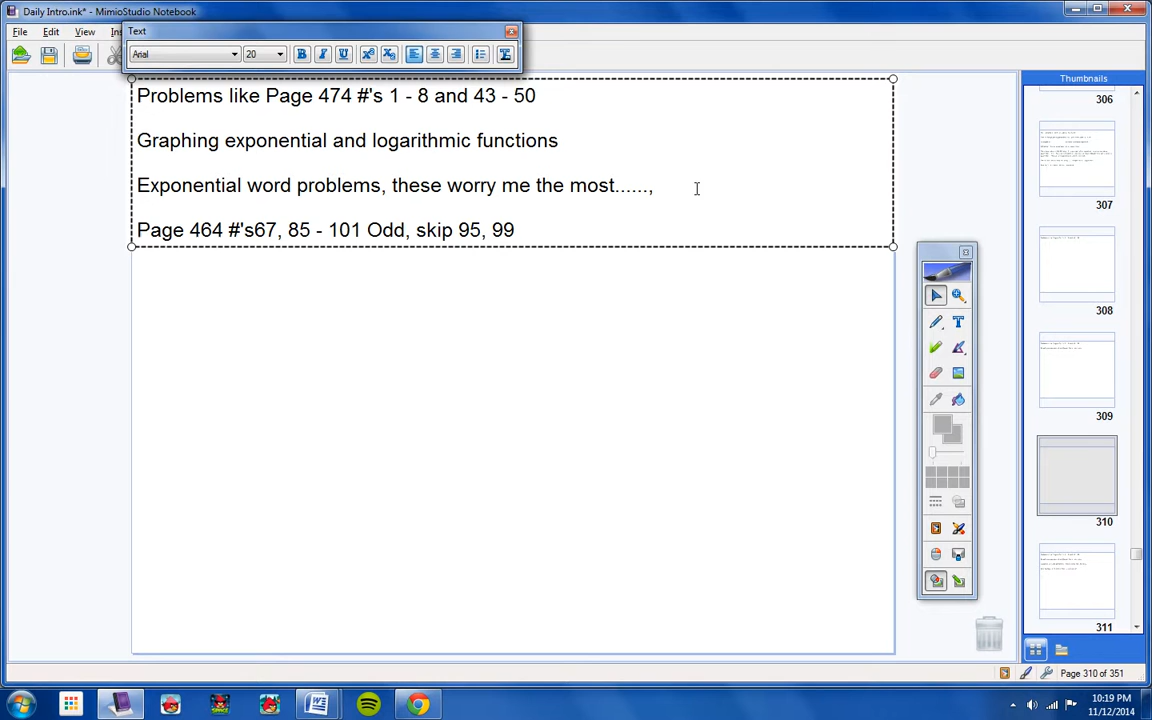 Daily Intro.ink* - MimioStudio Notebook
File Edit View Ins
Text
Arial 20 B I U
Problems like Page 474 #'s 1 - 8 and 43 - 50
Graphing exponential and logarithmic functions
Exponential word problems, these worry me the most......,
Page 464 #'s67, 85 - 101 Odd, skip 95, 99
Thumbnails
306
307
308
309
310
311
Page 310 of 351
10:19 PM
11/12/2014